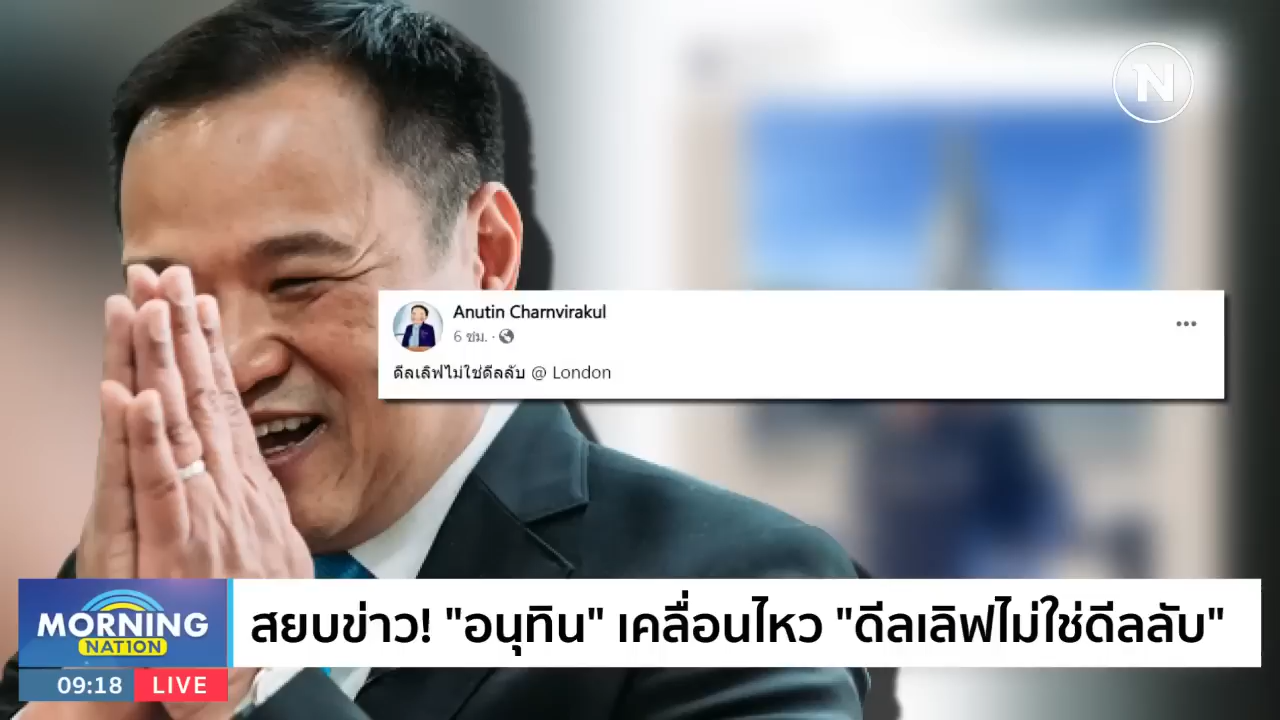 N
Anutin Charnvirakul
6 ชม. ·
ดีลเลิฟไม่ใช่ดีลลับ @ London
MORNING
NATION
สยบข่าว! "อนุทิน" เคลื่อนไหว "ดีลเลิฟไม่ใช่ดีลลับ"
09:18 LIVE